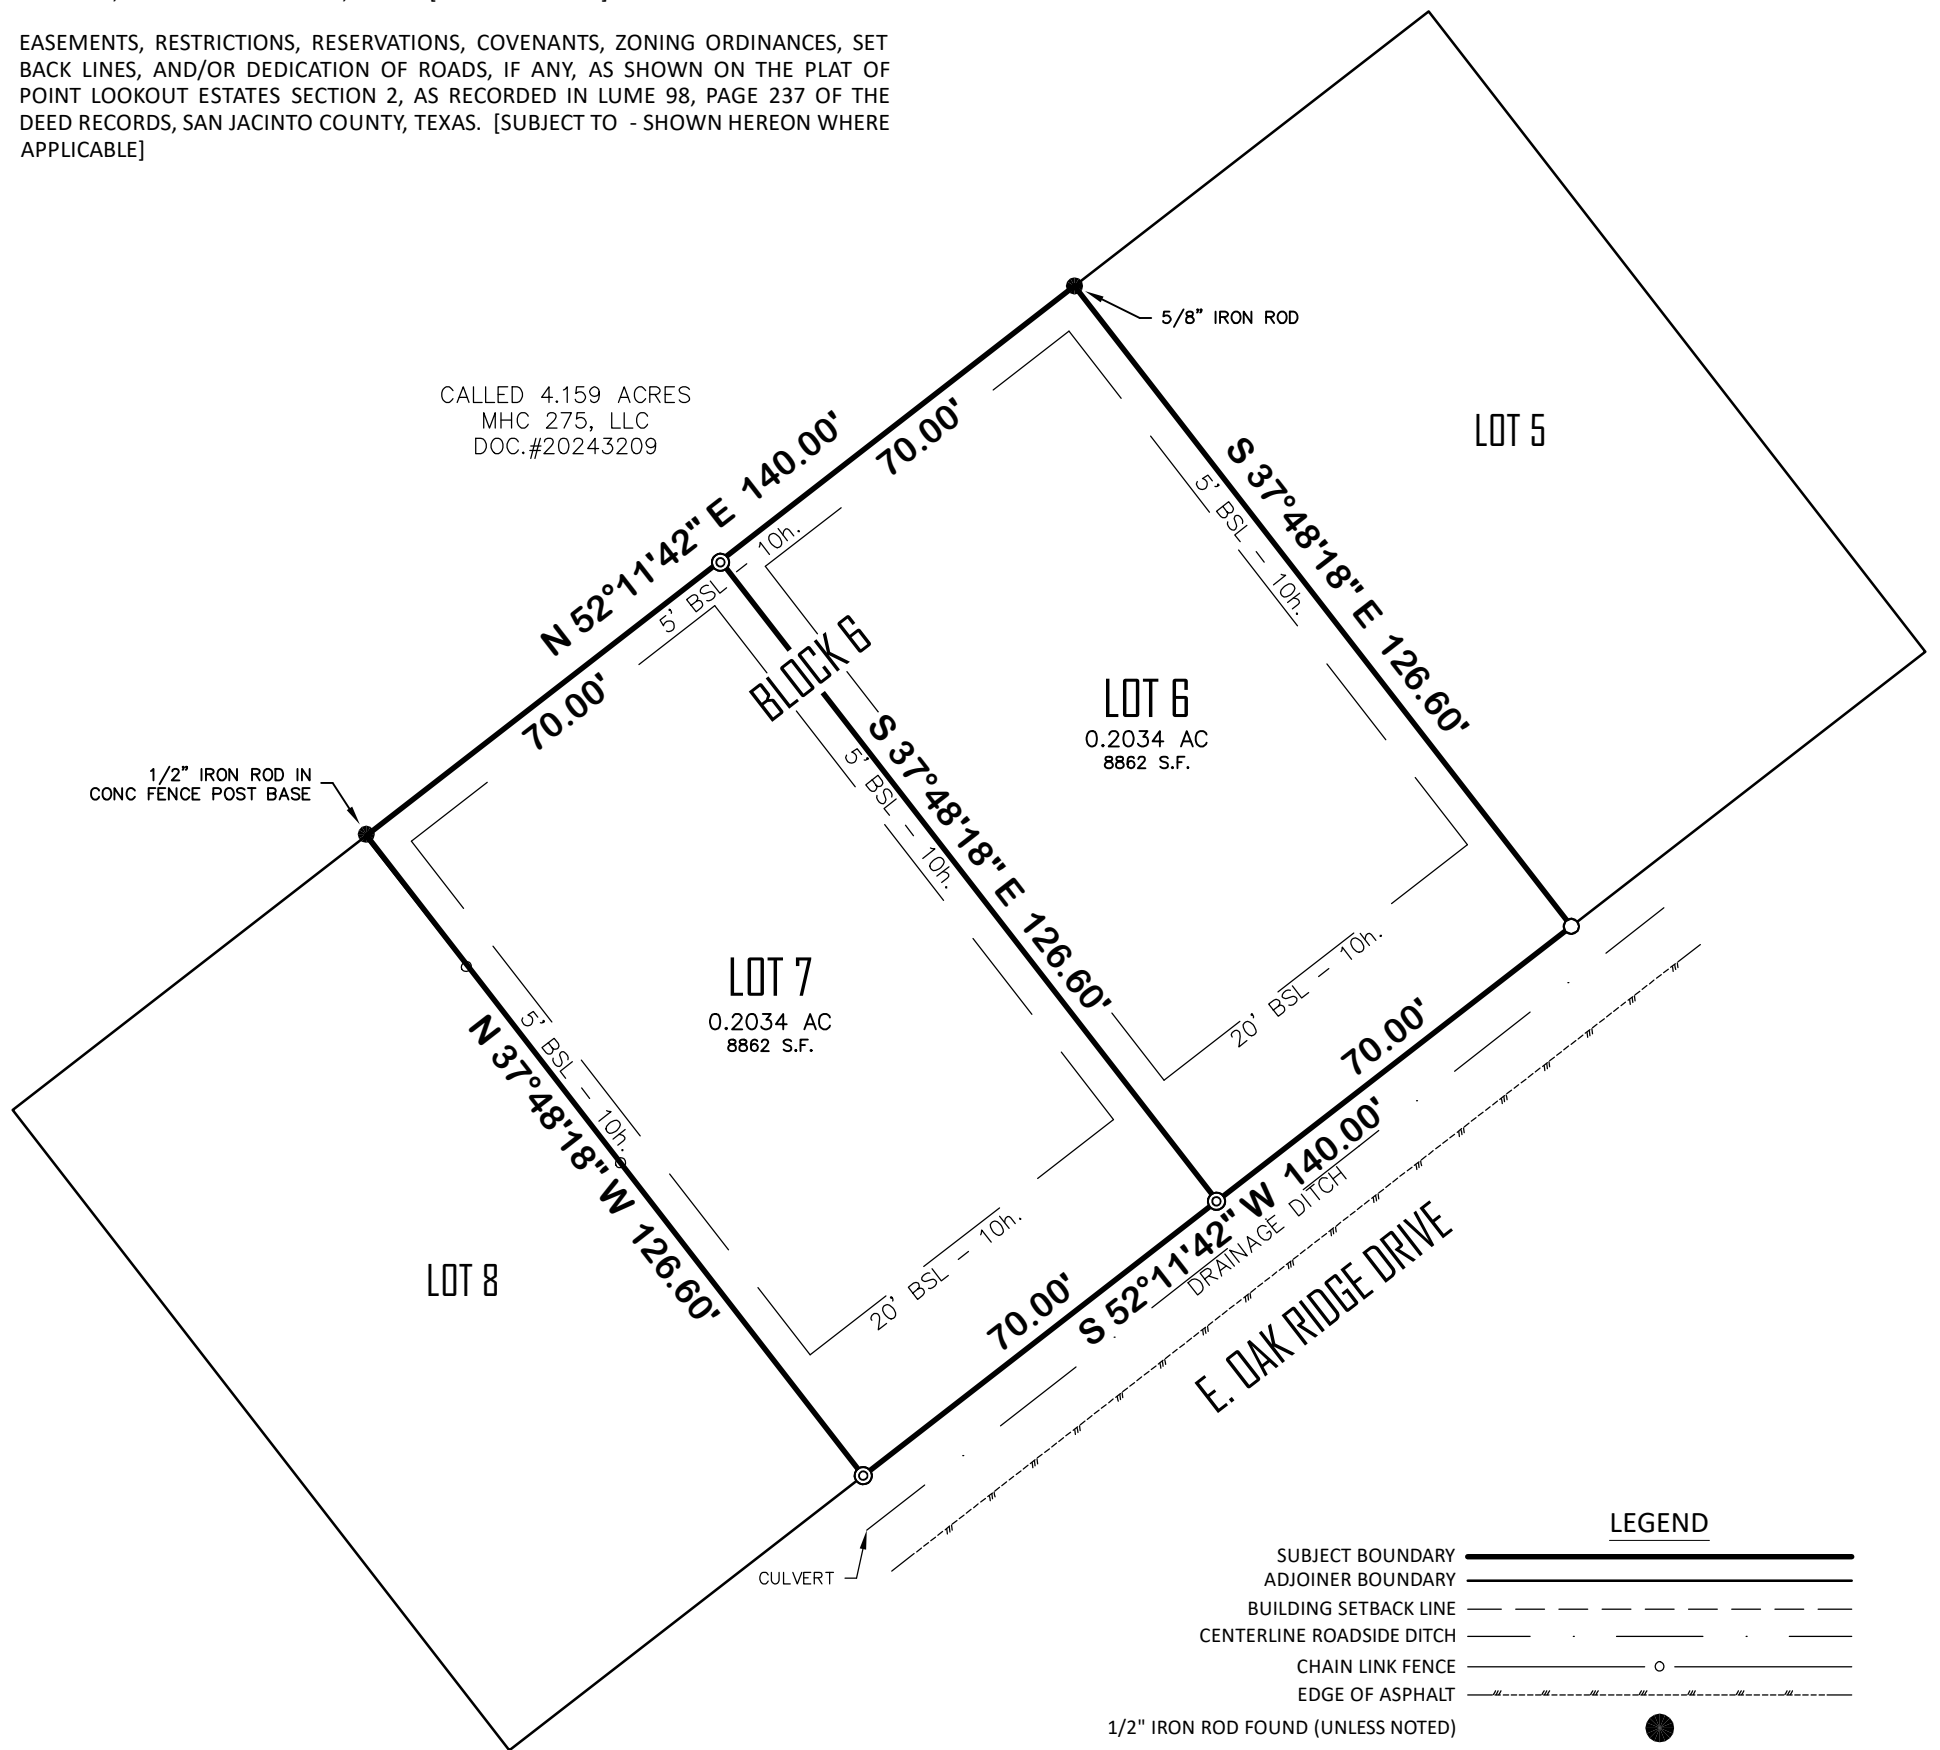 EASEMENTS, RESTRICTIONS, RESERVATIONS, COVENANTS, ZONING ORDINANCES, SET
BACK LINES, AND/OR DEDICATION OF ROADS, IF ANY, AS SHOWN ON THE PLAT OF
POINT LOOKOUT ESTATES SECTION 2, AS RECORDED IN LUME 98, PAGE 237 OF THE
DEED RECORDS, SAN JACINTO COUNTY, TEXAS. [SUBJECT TO - SHOWN HEREON WHERE
APPLICABLE]
5/8" IRON ROD
CALLED 4.159 ACRES
MHC 275, LLC
DOC.#20243209
N 52°11'42" E 140.00'
70.00'
70.00'
LOT 5
S 37°48'18" E 126.60'
5' BSL - 10h.
5' BSL - 10h.
BLOCK 6
LOT 6
0.2034 AC
8862 S.F.
S 37°48'18" E 126.60'
5' BSL - 10h.
1/2" IRON ROD IN
CONC FENCE POST BASE
LOT 7
0.2034 AC
8862 S.F.
20' BSL - 10h.
N 37°48'18" W 126.60'
5' BSL - 10h.
70.00'
S 52°11'42" W 140.00'
DRAINAGE DITCH
20' BSL - 10h.
70.00'
LOT 8
E. OAK RIDGE DRIVE
CULVERT
LEGEND
SUBJECT BOUNDARY
ADJOINER BOUNDARY
BUILDING SETBACK LINE
CENTERLINE ROADSIDE DITCH
CHAIN LINK FENCE
EDGE OF ASPHALT
1/2" IRON ROD FOUND (UNLESS NOTED)